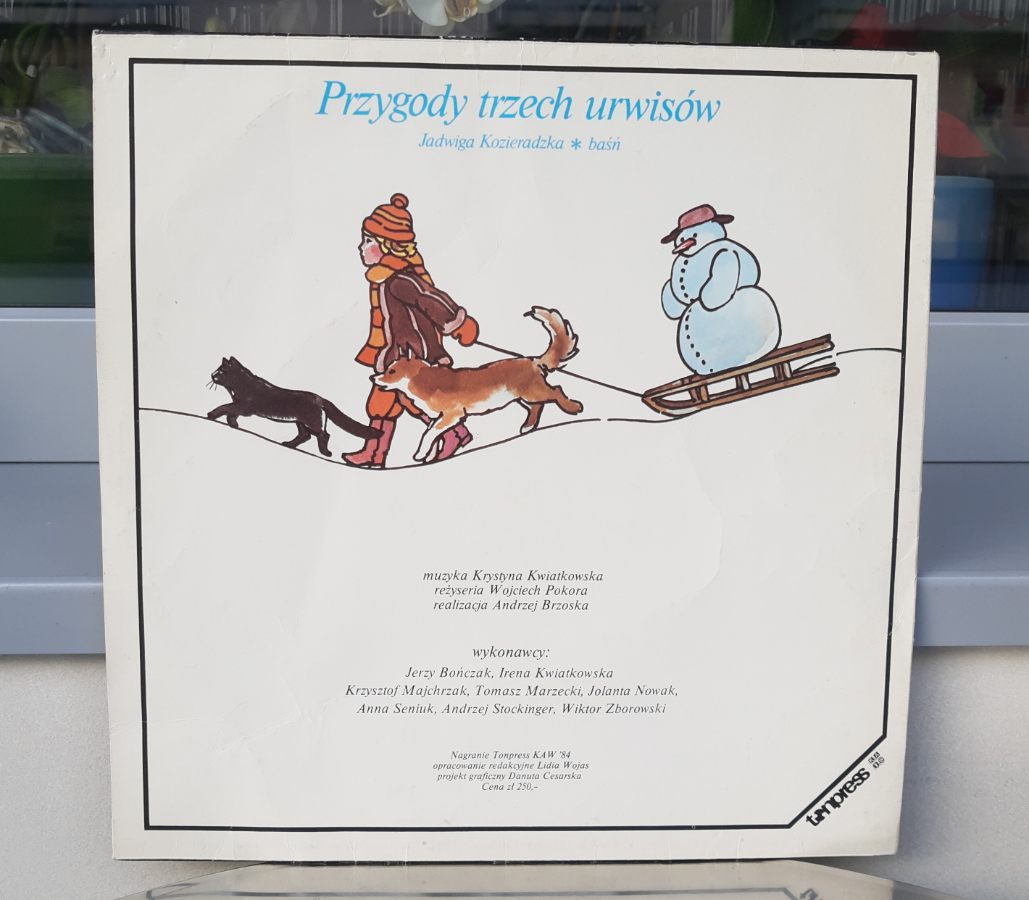 Przygody trzech urwisów
Jadwiga Kozieradzka * baśń
muzyka Krystyna Kwiatkowska
reżyseria Wojciech Pokora
realizacja Andrzej Brzoska
wykonawcy:
Jerzy Bończak, Irena Kwiatkowska
Krzysztof Majchrzak, Tomasz Marzecki, Jolanta Nowak,
Anna Seniuk, Andrzej Stockinger, Wiktor Zborowski
Nagranie Tonpress KAW '84
opracowanie redakcyjne Lidia Wojas
projekt graficzny Danuta Cesarska
Cena zł 250,-
tonpress